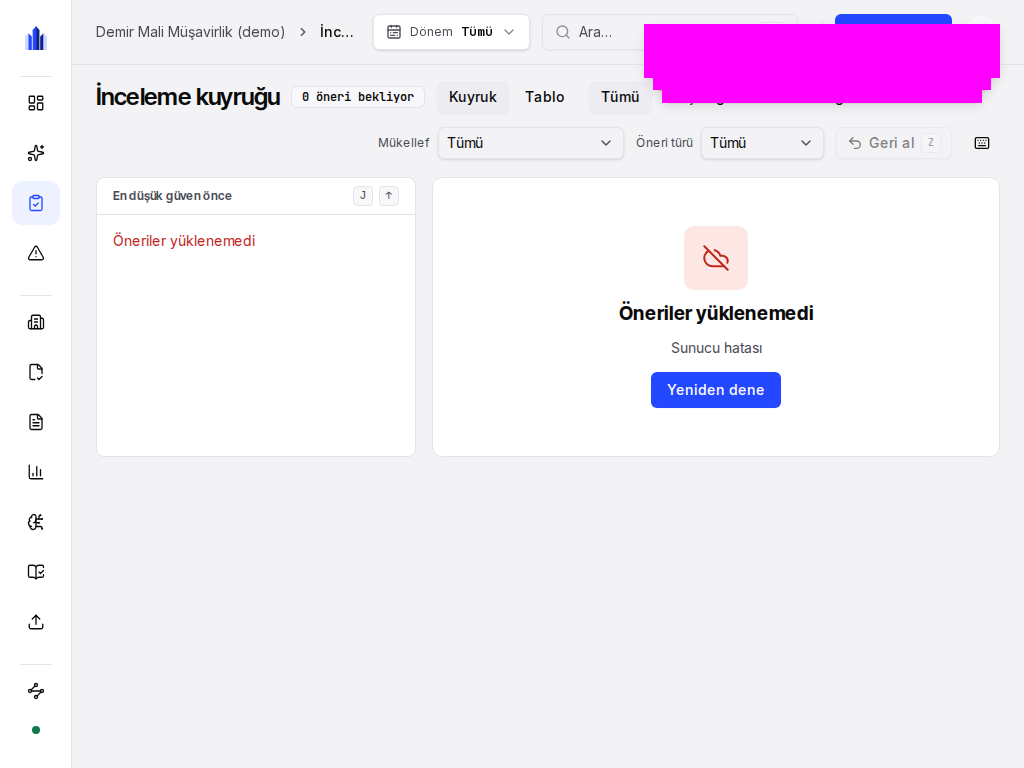 Demir Mali Müşavirlik (demo) > İnc...
Dönem Tümü
Ara...
İnceleme kuyruğu
0 öneri bekliyor
Kuyruk
Tablo
Tümü
Mükellef
Tümü
Öneri türü
Tümü
Geri al Z
En düşük güven önce
J ↑
Öneriler yüklenemedi
Öneriler yüklenemedi
Sunucu hatası
Yeniden dene